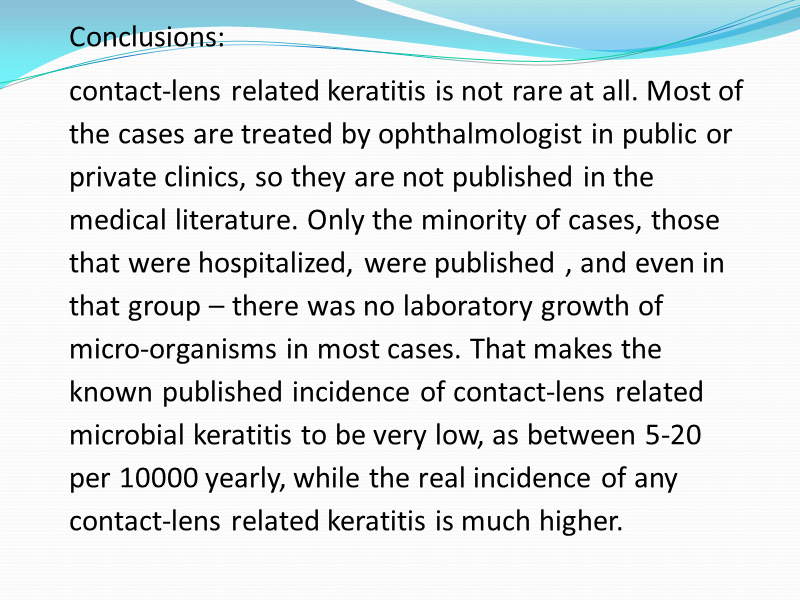 Conclusions:
contact-lens related keratitis is not rare at all. Most of
the cases are treated by ophthalmologist in public or
private clinics, so they are not published in the
medical literature. Only the minority of cases, those
that were hospitalized, were published , and even in
that group – there was no laboratory growth of
micro-organisms in most cases. That makes the
known published incidence of contact-lens related
microbial keratitis to be very low, as between 5-20
per 10000 yearly, while the real incidence of any
contact-lens related keratitis is much higher.